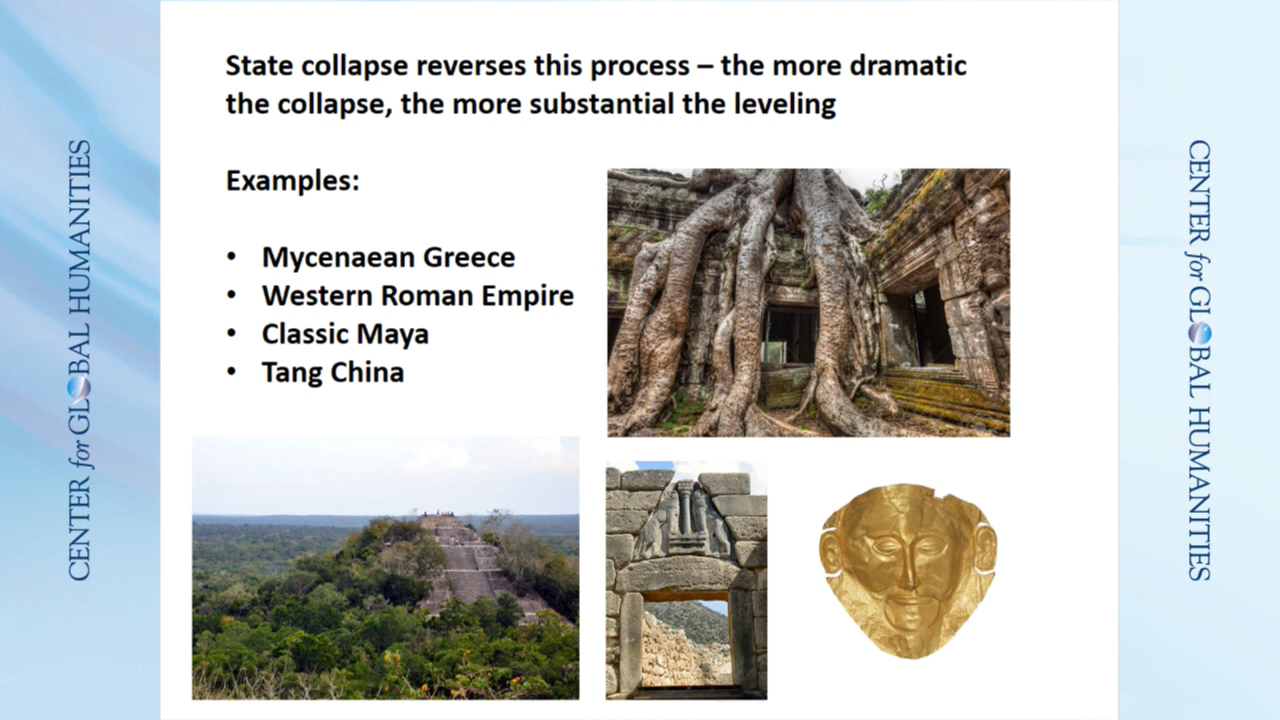 State collapse reverses this process – the more dramatic
the collapse, the more substantial the leveling
Examples:
• Mycenaean Greece
• Western Roman Empire
• Classic Maya
• Tang China
CENTER for GLOBAL HUMANITIES
CENTER for GLOBAL HUMANITIES